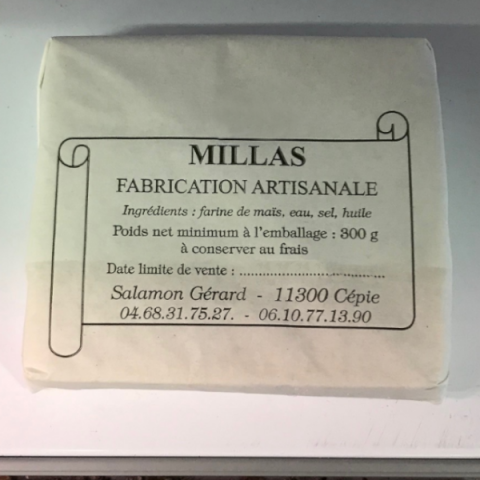 MILLAS
FABRICATION ARTISANALE
Ingrédients : farine de maïs, eau, sel, huile
Poids net minimum à l'emballage : 800 g
à conserver au frais
Date limite de vente : ........................................
Salamon Gérard - 11300 Cépie
04.68.31.75.27. - 06.10.77.13.90